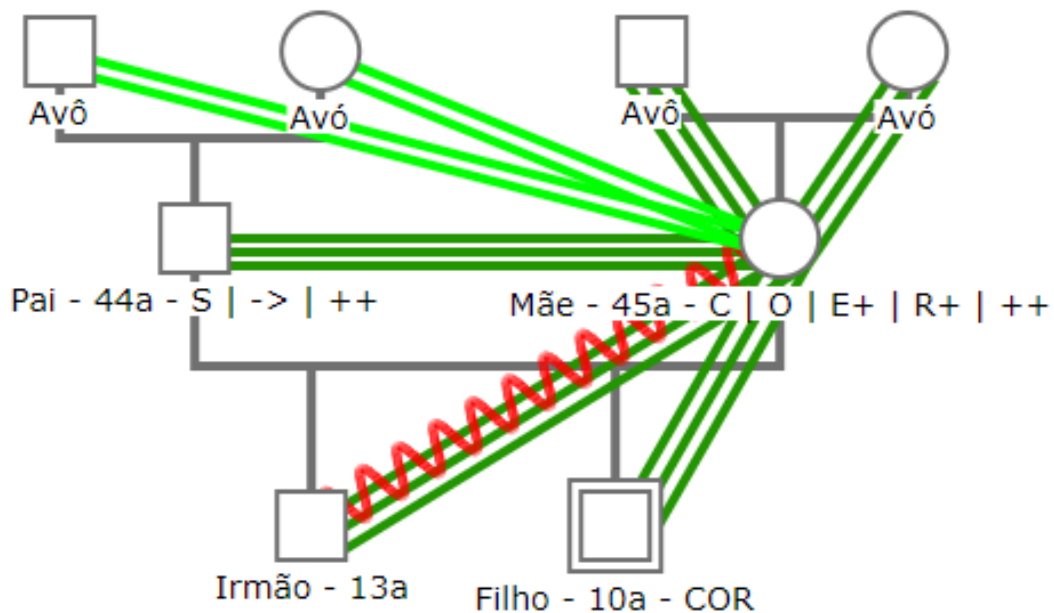 Avô
Avó
Avô
Avó
Pai - 44a - S | -> | ++
Mãe - 45a - C | O | E+ | R+ | ++
Irmão - 13a
Filho - 10a - COR